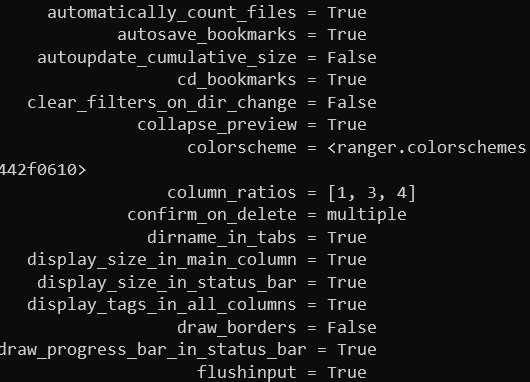 automatically_count_files = True
autosave_bookmarks = True
autoupdate_cumulative_size = False
cd_bookmarks = True
clear_filters_on_dir_change = False
collapse_preview = True
colorscheme = <ranger.colorschemes
442f0610>
column_ratios = [1, 3, 4]
confirm_on_delete = multiple
dirname_in_tabs = True
display_size_in_main_column = True
display_size_in_status_bar = True
display_tags_in_all_columns = True
draw_borders = False
draw_progress_bar_in_status_bar = True
flushinput = True